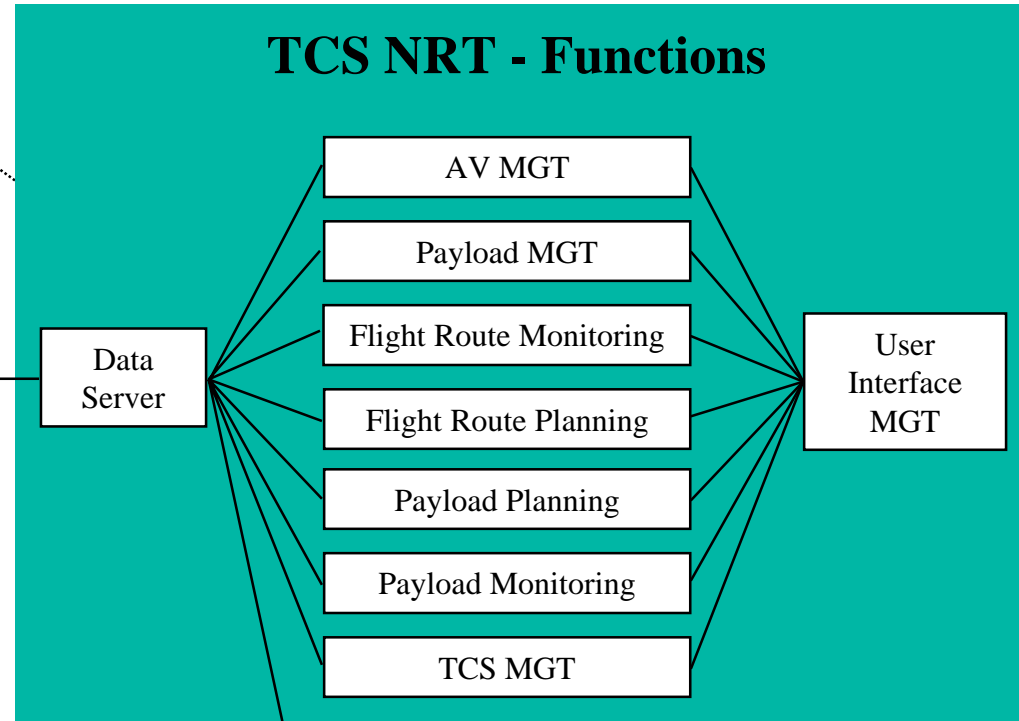 TCS NRT - Functions
AV MGT
Payload MGT
Flight Route Monitoring
Data
Server
User
Interface
MGT
Flight Route Planning
Payload Planning
Payload Monitoring
TCS MGT